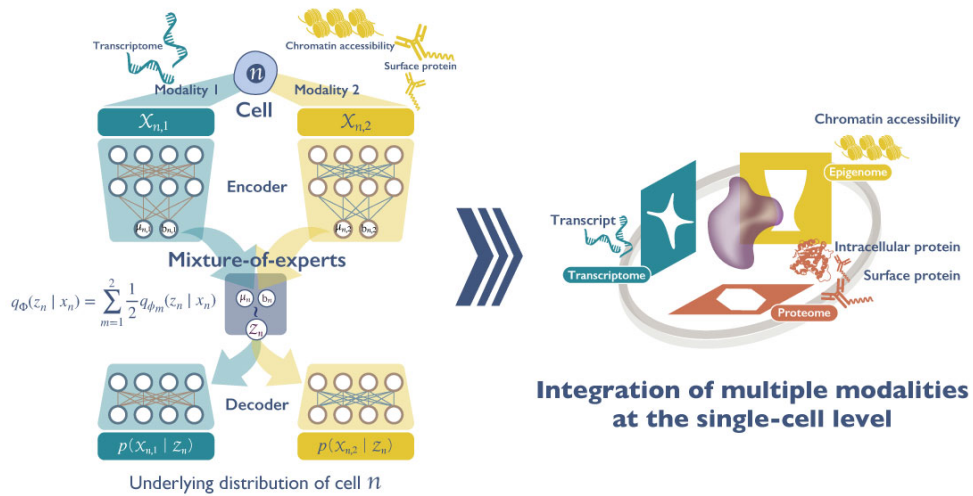 Transcriptome
Chromatin accessibility
Surface protein
n
Modality 1
Modality 2
Cell
X_{n,1}
X_{n,2}
Encoder
μ_{n,1} b_{n,1}
μ_{n,2} b_{n,2}
Mixture-of-experts
q_Φ(z_n | x_n) = \sum_{m=1}^{2} \frac{1}{2} q_{ϕ_m}(z_n | x_n)
μ_n b_n
~
Z_n
Decoder
p(X_{n,1} | Z_n)
p(X_{n,2} | Z_n)
Underlying distribution of cell n
Chromatin accessibility
Epigenome
Transcript
Transcriptome
Intracellular protein
Surface protein
Proteome
Integration of multiple modalities
at the single-cell level